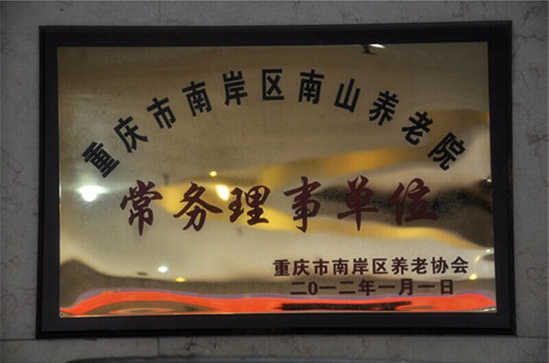 重庆市南岸区南山养老院
常务理事单位
重庆市南岸区养老协会
二0一二年一月一日